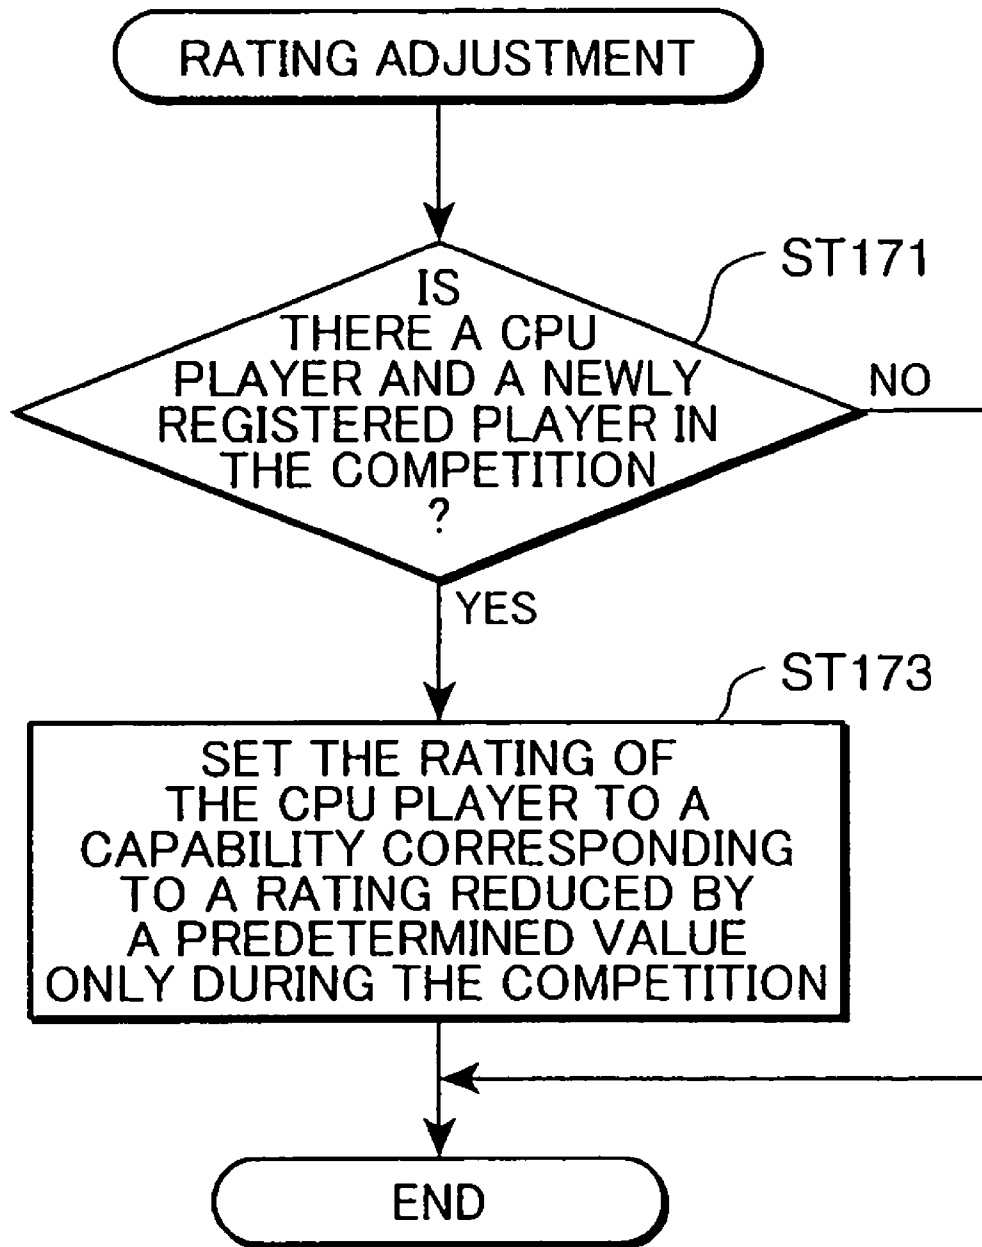 RATING ADJUSTMENT
ST171
IS
THERE A CPU
PLAYER AND A NEWLY
REGISTERED PLAYER IN
THE COMPETITION
?
NO
YES
ST173
SET THE RATING OF
THE CPU PLAYER TO A
CAPABILITY CORRESPONDING
TO A RATING REDUCED BY
A PREDETERMINED VALUE
ONLY DURING THE COMPETITION
END